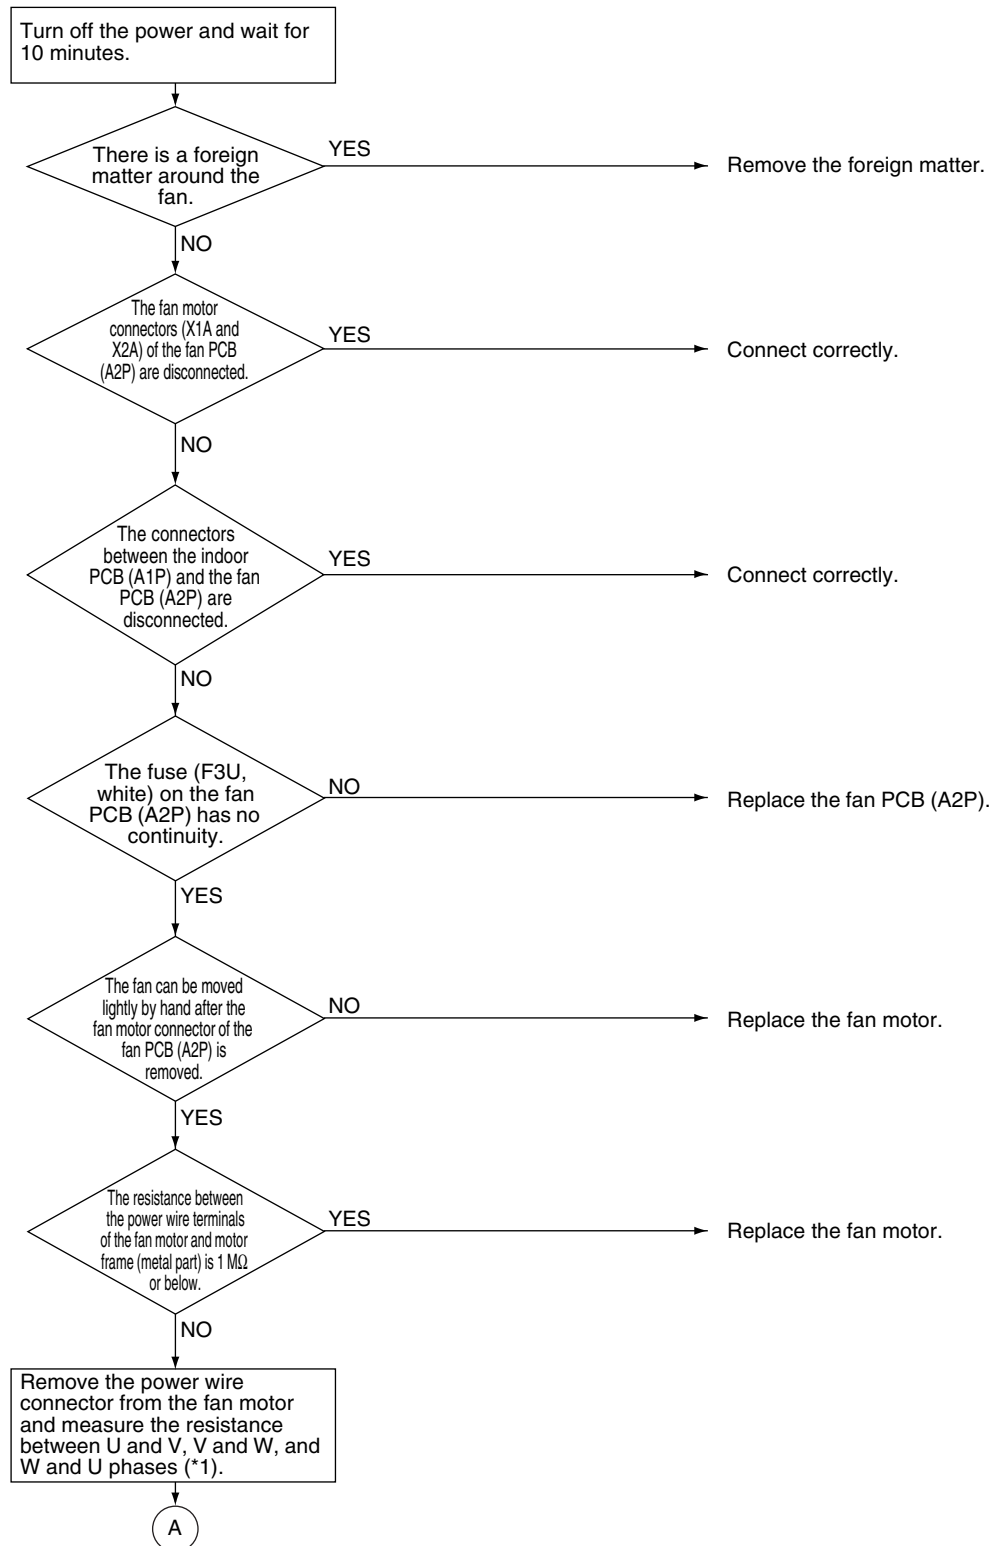 Turn off the power and wait for
10 minutes.
There is a foreign
matter around the
fan.
YES
Remove the foreign matter.
NO
The fan motor
connectors (X1A and
X2A) of the fan PCB
(A2P) are disconnected.
YES
Connect correctly.
NO
The connectors
between the indoor
PCB (A1P) and the fan
PCB (A2P) are
disconnected.
YES
Connect correctly.
NO
The fuse (F3U,
white) on the fan
PCB (A2P) has no
continuity.
NO
Replace the fan PCB (A2P).
YES
The fan can be moved
lightly by hand after the
fan motor connector of the
fan PCB (A2P) is
removed.
NO
Replace the fan motor.
YES
The resistance between
the power wire terminals
of the fan motor and motor
frame (metal part) is 1 MΩ
or below.
YES
Replace the fan motor.
NO
Remove the power wire
connector from the fan motor
and measure the resistance
between U and V, V and W, and
W and U phases (*1).
A